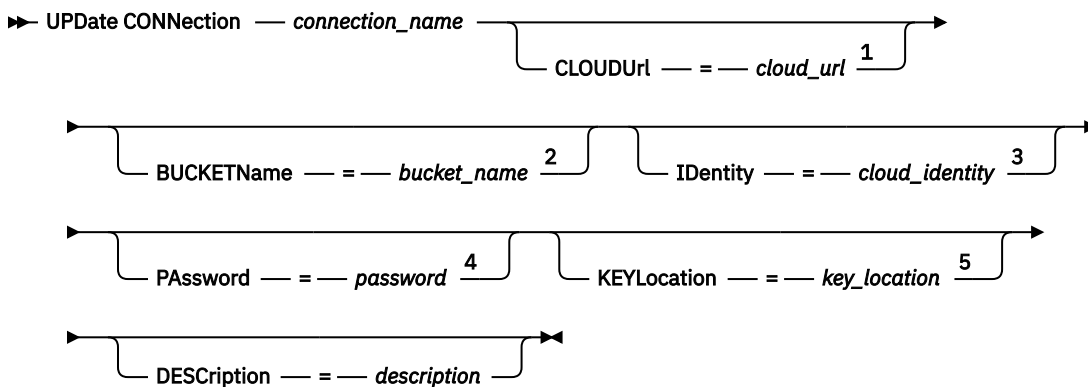 UPDate CONNection — connection_name
CLOUDUrl — = — cloud_url 1
BUCKETName — = — bucket_name 2
IDentity — = — cloud_identity 3
PAssword — = — password 4
KEYLocation — = — key_location 5
DESCription — = — description